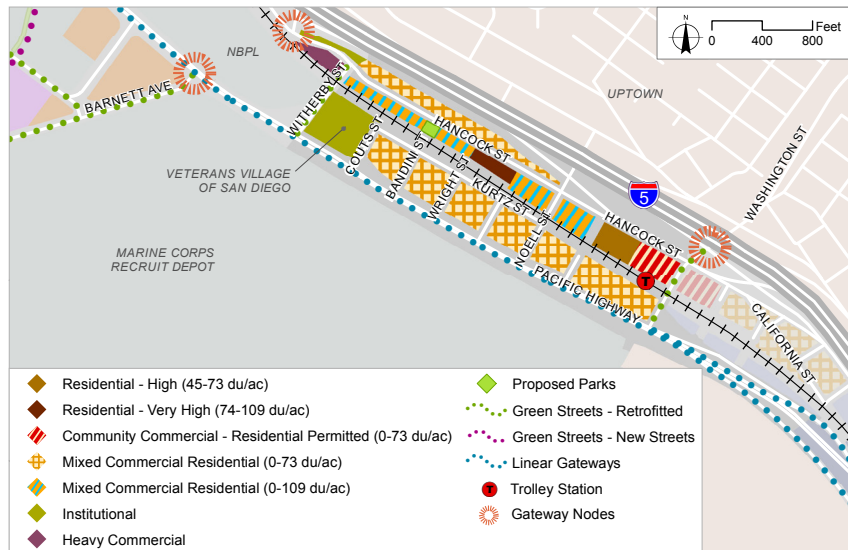 NBPL
BARNETT AVE
WITHERBY ST
COUTS ST
BANDINI ST
WRIGHT ST
HANCOCK ST
KURTZ ST
NOELL ST
HANCOCK ST
PACIFIC HIGHWAY
WASHINGTON ST
CALIFORNIA ST
UPTOWN
5
T
VETERANS VILLAGE
OF SAN DIEGO
MARINE CORPS
RECRUIT DEPOT
N
Feet
0 400 800
Residential - High (45-73 du/ac)
Residential - Very High (74-109 du/ac)
Community Commercial - Residential Permitted (0-73 du/ac)
Mixed Commercial Residential (0-73 du/ac)
Mixed Commercial Residential (0-109 du/ac)
Institutional
Heavy Commercial
Proposed Parks
Green Streets - Retrofitted
Green Streets - New Streets
Linear Gateways
T Trolley Station
Gateway Nodes